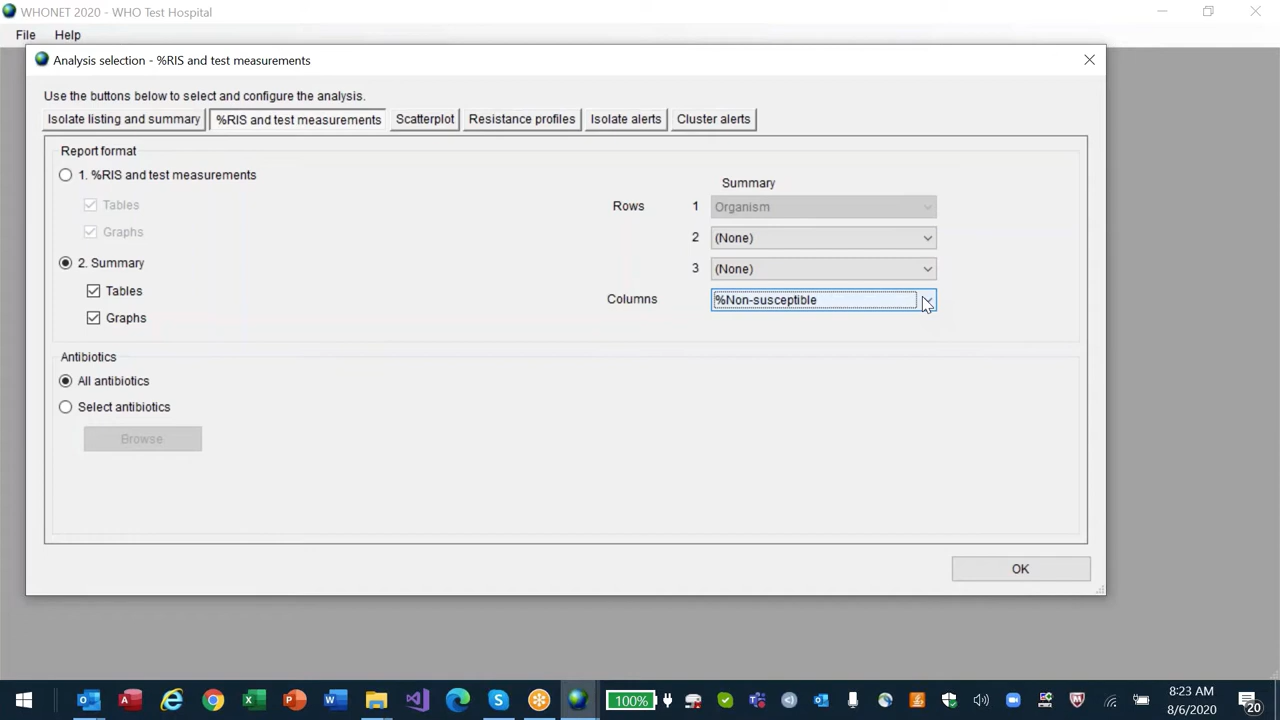 WHONET 2020 - WHO Test Hospital
File Help
Analysis selection - %RIS and test measurements
Use the buttons below to select and configure the analysis.
Isolate listing and summary %RIS and test measurements Scatterplot Resistance profiles Isolate alerts Cluster alerts
Report format
1. %RIS and test measurements
Tables
Graphs
2. Summary
Tables
Graphs
Summary
Rows 1 Organism
2 (None)
3 (None)
Columns %Non-susceptible
Antibiotics
All antibiotics
Select antibiotics
Browse
OK
100%
8:23 AM
8/6/2020
20